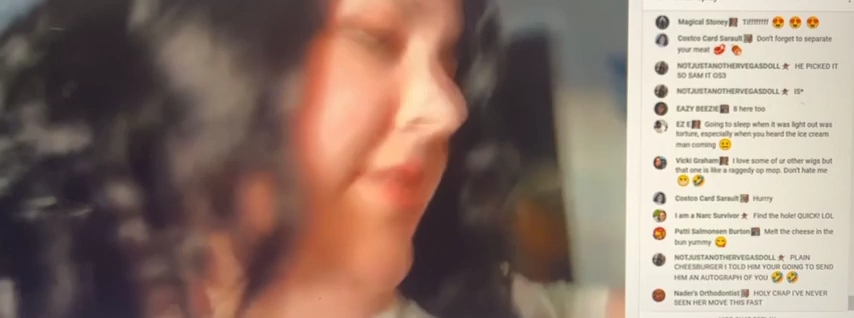 Magical Stoney Tiffffffff 😍 😍 😍
Costco Card Sarault Don't forget to separate
your meat 🥩 🍖
NOTJUSTANOTHERVEGASDOLL ★ HE PICKED IT
SO SAM IT OS3
NOTJUSTANOTHERVEGASDOLL ★ IS*
EAZY BEEZIE 8 here too
EZ E Going to sleep when it was light out was
torture, especially when you heard the ice cream
man coming 😐
Vicki Graham I love some of ur other wigs but
that one is like a raggedy op mop. Don't hate me
😬 🤣
Costco Card Sarault Hurrry
I am a Narc Survivor ★ Find the hole! QUICK! LOL
Patti Salmonsen Burton Melt the cheese in the
bun yummy 😋
NOTJUSTANOTHERVEGASDOLL ★ PLAIN
CHEESBURGER I TOLD HIM YOUR GOING TO SEND
HIM AN AUTOGRAPH OF YOU 🤣 🤣
Nader's Orthodontist HOLY CRAP I'VE NEVER
SEEN HER MOVE THIS FAST